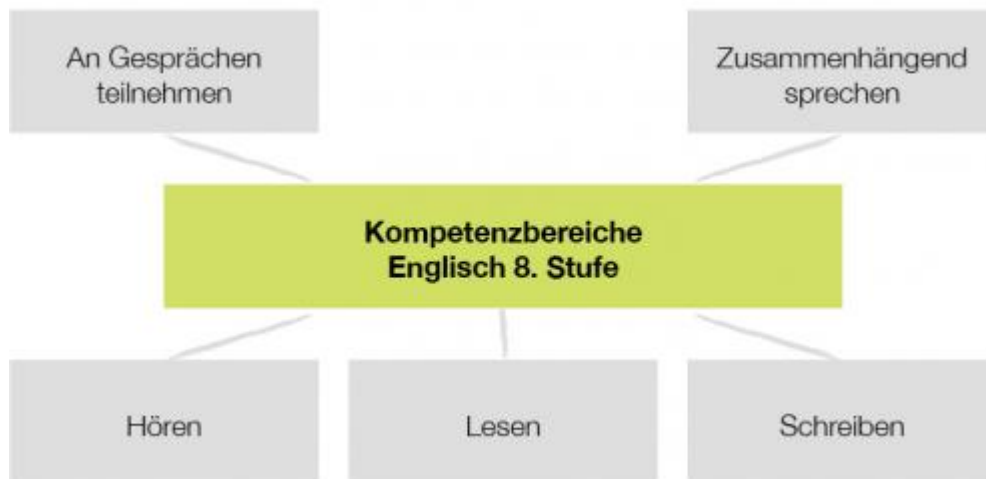 An Gesprächen
teilnehmen
Zusammenhängend
sprechen
Kompetenzbereiche
Englisch 8. Stufe
Hören
Lesen
Schreiben